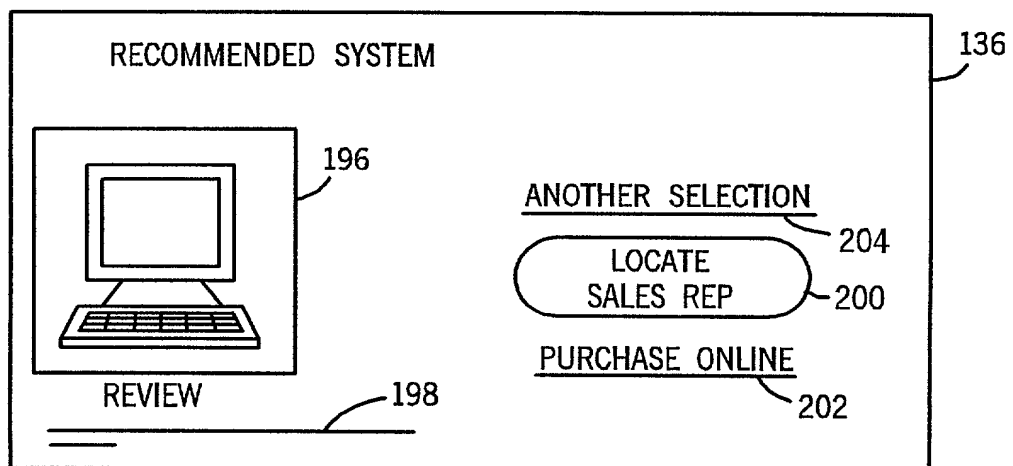 RECOMMENDED SYSTEM
136
196
ANOTHER SELECTION
204
LOCATE
SALES REP
200
PURCHASE ONLINE
202
REVIEW
198